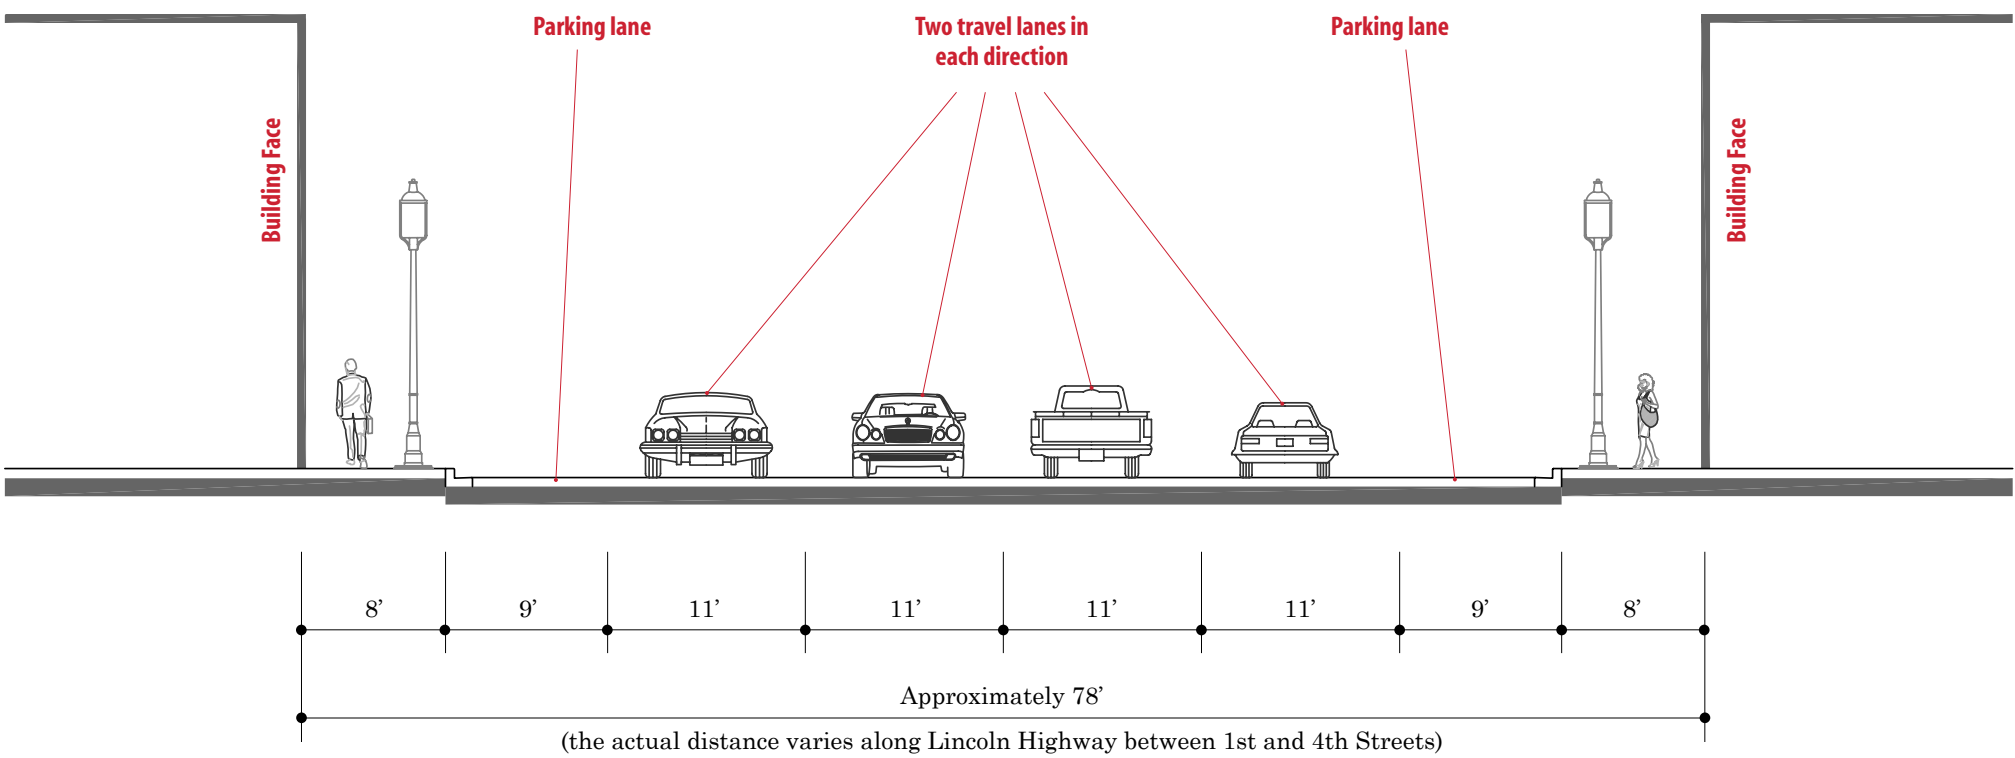 Parking lane
Two travel lanes in
each direction
Parking lane
Building Face
Building Face
8’
9’
11’
11’
11’
11’
9’
8’
Approximately 78’
(the actual distance varies along Lincoln Highway between 1st and 4th Streets)